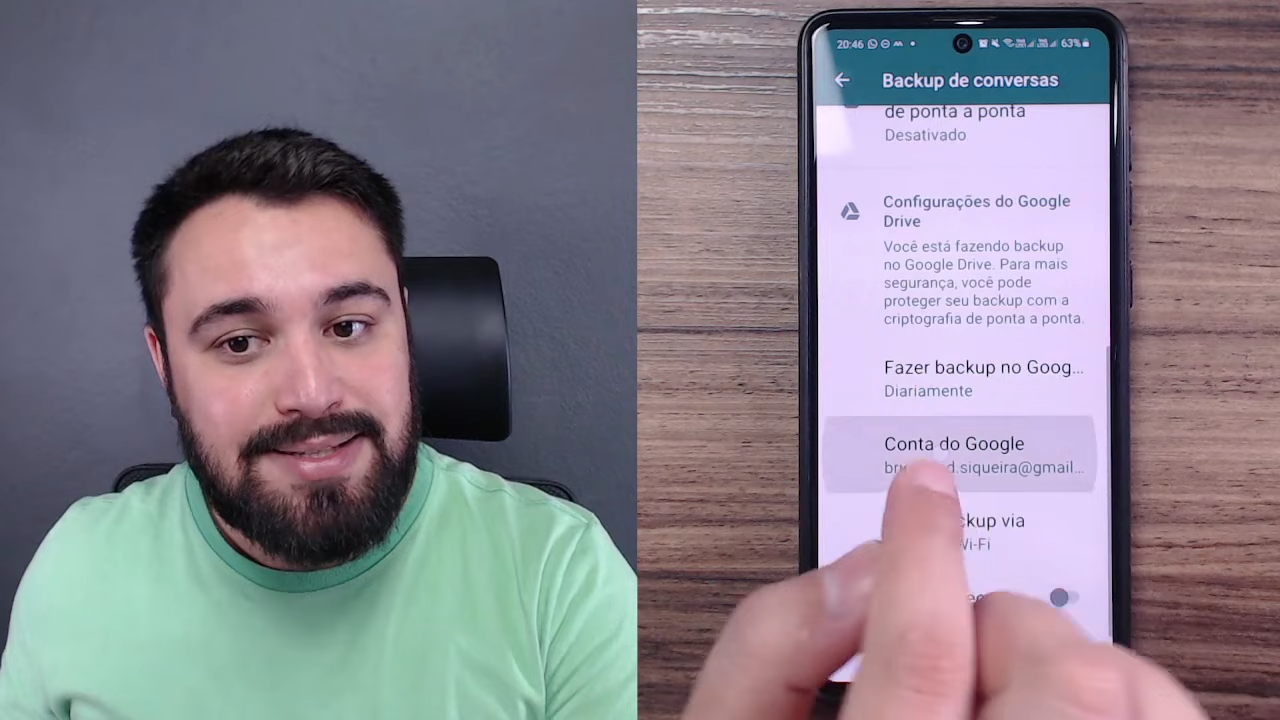 20:46
63%
Backup de conversas
de ponta a ponta
Desativado
Configurações do Google
Drive
Você está fazendo backup
no Google Drive. Para mais
segurança, você pode
proteger seu backup com a
criptografia de ponta a ponta.
Fazer backup no Goog...
Diariamente
Conta do Google
d.siqueira@gmail...
ckup via
Wi-Fi